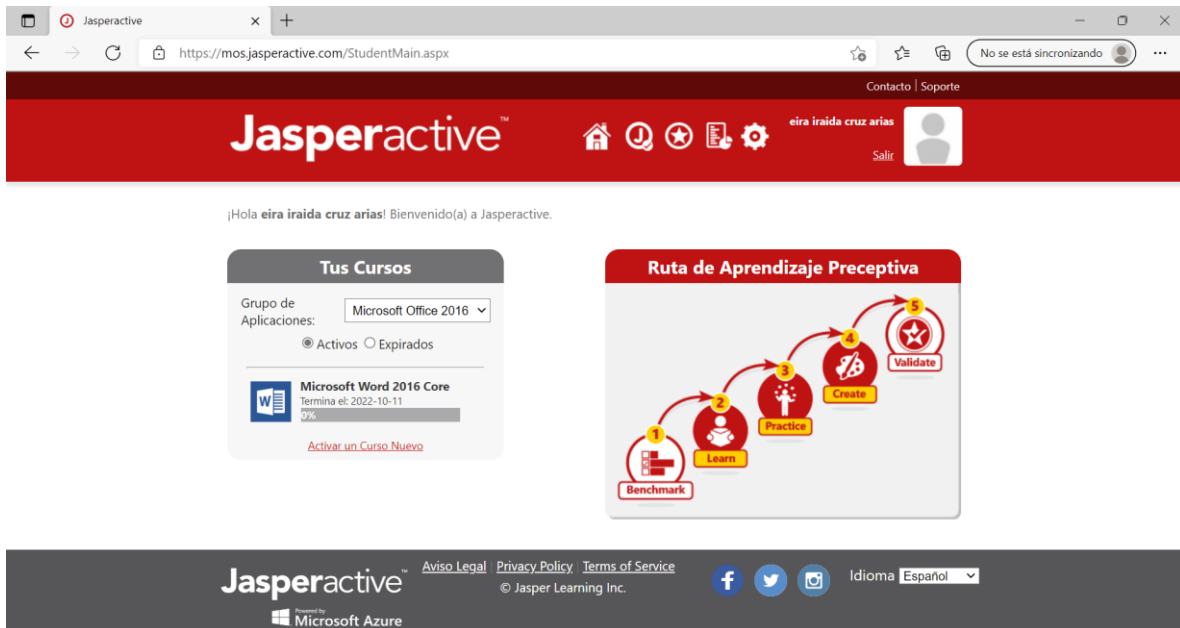 Jasperactive
https://mos.jasperactive.com/StudentMain.aspx
No se está sincronizando
Contacto | Soporte
Jasperactive™
eira iraida cruz arias
Salir
¡Hola eira iraida cruz arias! Bienvenido(a) a Jasperactive.
Tus Cursos
Grupo de
Aplicaciones:
Microsoft Office 2016
Activos
Expirados
Microsoft Word 2016 Core
Termina el: 2022-10-11
0%
Activar un Curso Nuevo
Ruta de Aprendizaje Preceptiva
5
Validate
4
Create
3
Practice
2
Learn
1
Benchmark
Jasperactive™
Powered by
Microsoft Azure
Aviso Legal | Privacy Policy | Terms of Service
© Jasper Learning Inc.
Idioma Español